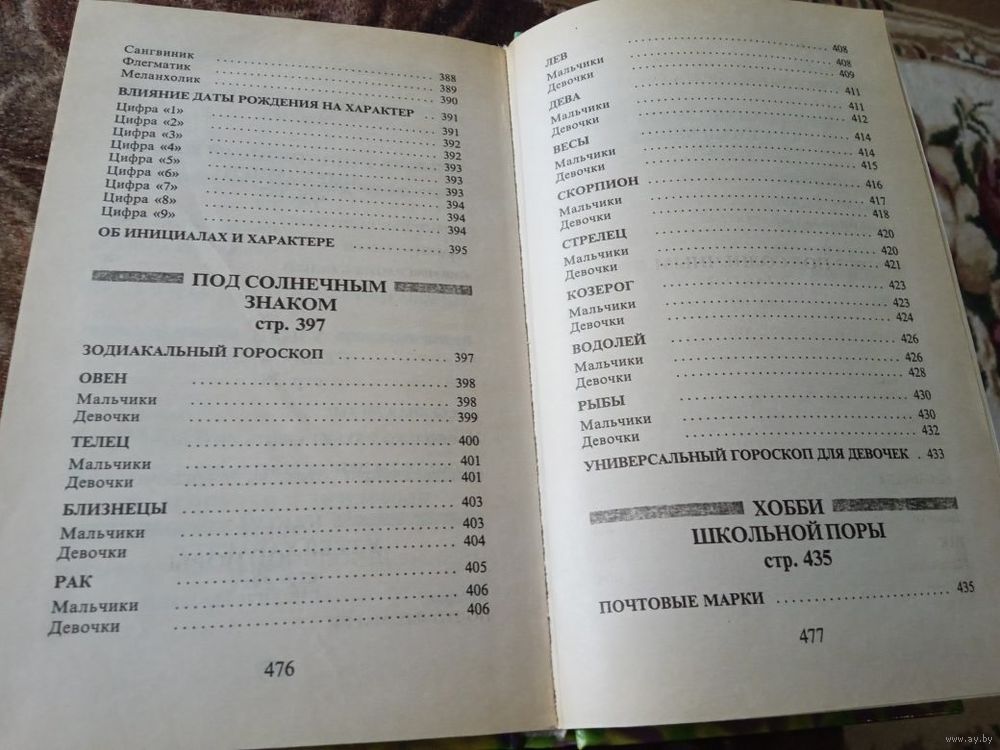 Сангвиник 388
Флегматик 389
Меланхолик 390
ВЛИЯНИЕ ДАТЫ РОЖДЕНИЯ НА ХАРАКТЕР 391
Цифра «1» 391
Цифра «2» 392
Цифра «3» 392
Цифра «4» 393
Цифра «5» 393
Цифра «6» 393
Цифра «7» 394
Цифра «8» 394
Цифра «9» 394
ОБ ИНИЦИАЛАХ И ХАРАКТЕРЕ 395
ПОД СОЛНЕЧНЫМ
ЗНАКОМ
стр. 397
ЗОДИАКАЛЬНЫЙ ГОРОСКОП 397
ОВЕН 398
Мальчики 398
Девочки 399
ТЕЛЕЦ 400
Мальчики 401
Девочки 401
БЛИЗНЕЦЫ 403
Мальчики 403
Девочки 404
РАК 405
Мальчики 406
Девочки 406
476
ЛЕВ 408
Мальчики 408
Девочки 409
ДЕВА 411
Мальчики 411
Девочки 412
ВЕСЫ 414
Мальчики 414
Девочки 415
СКОРПИОН 416
Мальчики 417
Девочки 418
СТРЕЛЕЦ 420
Мальчики 420
Девочки 421
КОЗЕРОГ 423
Мальчики 423
Девочки 424
ВОДОЛЕЙ 426
Мальчики 426
Девочки 428
РЫБЫ 430
Мальчики 430
Девочки 432
УНИВЕРСАЛЬНЫЙ ГОРОСКОП ДЛЯ ДЕВОЧЕК . 433
ХОББИ
ШКОЛЬНОЙ ПОРЫ
стр. 435
ПОЧТОВЫЕ МАРКИ 435
477
www.ay.by